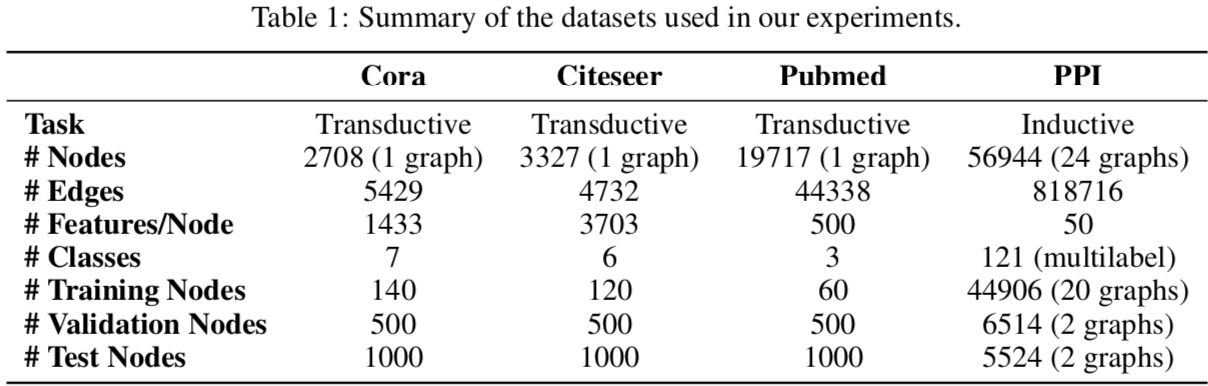 Table 1: Summary of the datasets used in our experiments.
Cora Citeseer Pubmed PPI
Task Transductive Transductive Transductive Inductive
# Nodes 2708 (1 graph) 3327 (1 graph) 19717 (1 graph) 56944 (24 graphs)
# Edges 5429 4732 44338 818716
# Features/Node 1433 3703 500 50
# Classes 7 6 3 121 (multilabel)
# Training Nodes 140 120 60 44906 (20 graphs)
# Validation Nodes 500 500 500 6514 (2 graphs)
# Test Nodes 1000 1000 1000 5524 (2 graphs)